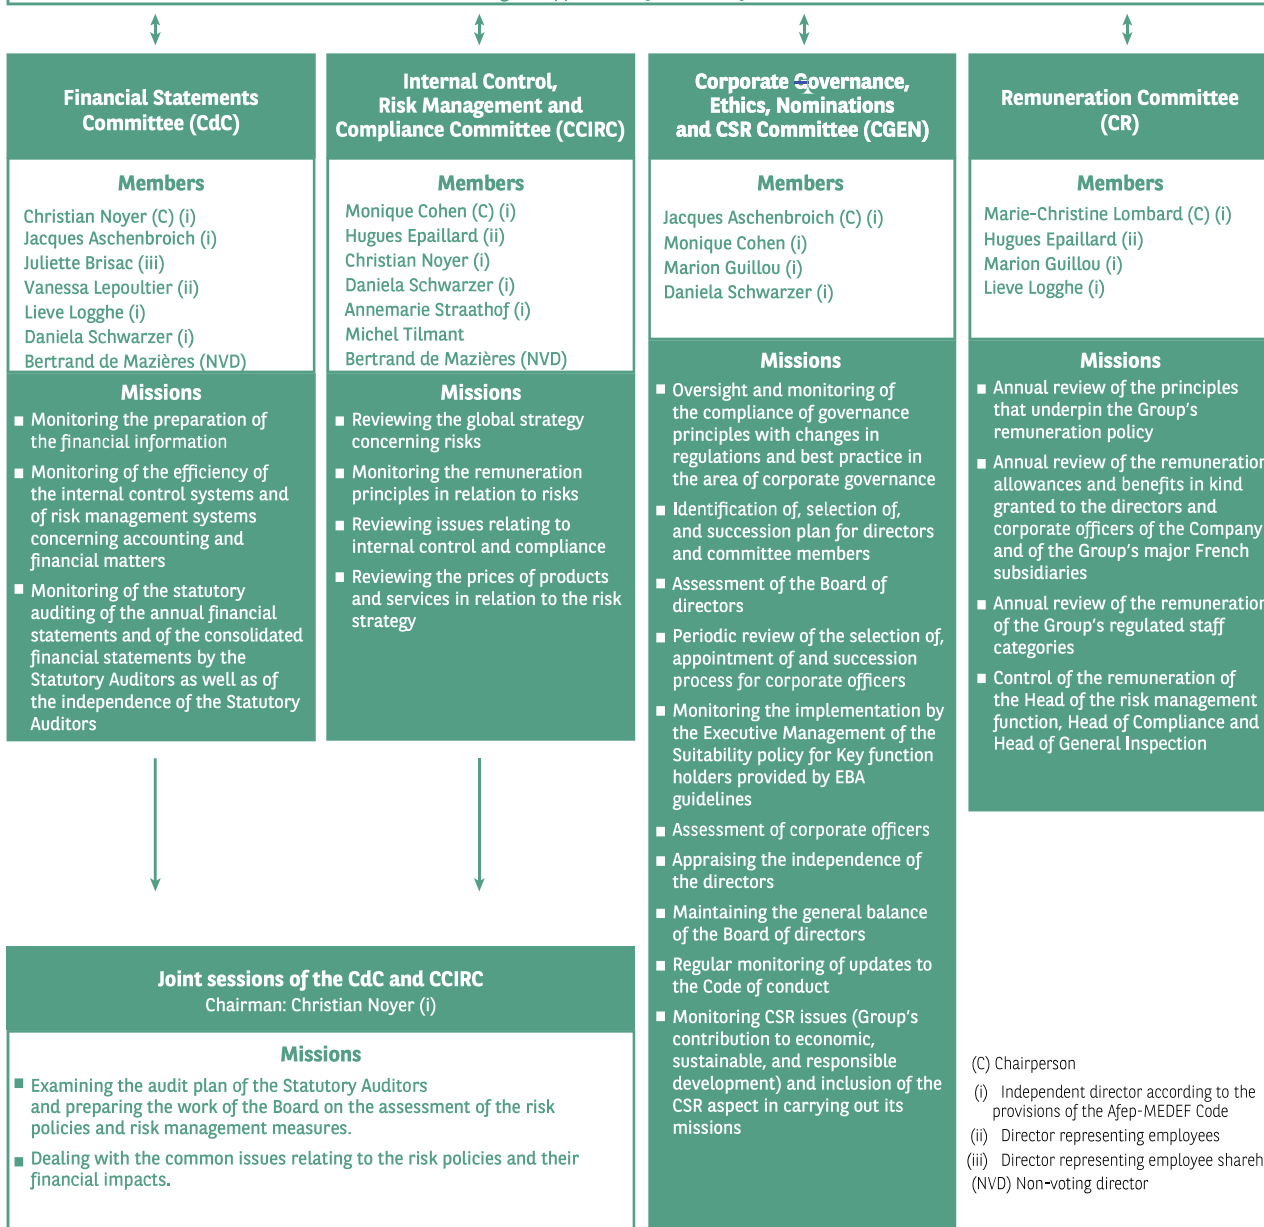 Financial Statements
Committee (CdC)
Members
Christian Noyer (C) (i)
Jacques Aschenbroich (i)
Juliette Brisac (iii)
Vanessa Lepoultier (ii)
Lieve Logghe (i)
Daniela Schwarzer (i)
Bertrand de Mazières (NVD)
Missions
■ Monitoring the preparation of
the financial information
■ Monitoring of the efficiency of
the internal control systems and
of risk management systems
concerning accounting and
financial matters
■ Monitoring of the statutory
auditing of the annual financial
statements and of the consolidated
financial statements by the
Statutory Auditors as well as of
the independence of the Statutory
Auditors
Internal Control,
Risk Management and
Compliance Committee (CCIRC)
Members
Monique Cohen (C) (i)
Hugues Epaillard (ii)
Christian Noyer (i)
Daniela Schwarzer (i)
Annemarie Straathof (i)
Michel Tilmant
Bertrand de Mazières (NVD)
Missions
■ Reviewing the global strategy
concerning risks
■ Monitoring the remuneration
principles in relation to risks
■ Reviewing issues relating to
internal control and compliance
■ Reviewing the prices of products
and services in relation to the risk
strategy
Joint sessions of the CdC and CCIRC
Chairman: Christian Noyer (i)
Missions
■ Examining the audit plan of the Statutory Auditors
and preparing the work of the Board on the assessment of the risk
policies and risk management measures.
■ Dealing with the common issues relating to the risk policies and their
financial impacts.
Corporate Governance,
Ethics, Nominations
and CSR Committee (CGEN)
Members
Jacques Aschenbroich (C) (i)
Monique Cohen (i)
Marion Guillou (i)
Daniela Schwarzer (i)
Missions
■ Oversight and monitoring of
the compliance of governance
principles with changes in
regulations and best practice in
the area of corporate governance
■ Identification of, selection of,
and succession plan for directors
and committee members
■ Assessment of the Board of
directors
■ Periodic review of the selection of,
appointment of and succession
process for corporate officers
■ Monitoring the implementation by
the Executive Management of the
Suitability policy for Key function
holders provided by EBA
guidelines
■ Assessment of corporate officers
■ Appraising the independence of
the directors
■ Maintaining the general balance
of the Board of directors
■ Regular monitoring of updates to
the Code of conduct
■ Monitoring CSR issues (Group's
contribution to economic,
sustainable, and responsible
development) and inclusion of the
CSR aspect in carrying out its
missions
Remuneration Committee
(CR)
Members
Marie-Christine Lombard (C) (i)
Hugues Epaillard (ii)
Marion Guillou (i)
Lieve Logghe (i)
Missions
■ Annual review of the principles
that underpin the Group's
remuneration policy
■ Annual review of the remuneration
allowances and benefits in kind
granted to the directors and
corporate officers of the Company
and of the Group's major French
subsidiaries
■ Annual review of the remuneration
of the Group's regulated staff
categories
■ Control of the remuneration of
the Head of the risk management
function, Head of Compliance and
Head of General Inspection
(C) Chairperson
(i) Independent director according to the
provisions of the Afep-MEDEF Code
(ii) Director representing employees
(iii) Director representing employee shareh
(NVD) Non-voting director